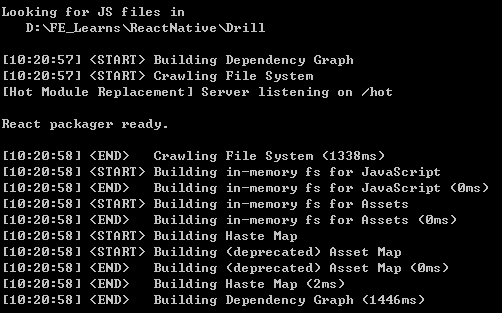 Looking for JS files in
   D:\FE_Learns\ReactNative\Drill
[10:20:57] <START> Building Dependency Graph
[10:20:57] <START> Crawling File System
[Hot Module Replacement] Server listening on /hot
React packager ready.
[10:20:58] <END>   Crawling File System (1338ms)
[10:20:58] <START> Building in-memory fs for JavaScript
[10:20:58] <END>   Building in-memory fs for JavaScript (0ms)
[10:20:58] <START> Building in-memory fs for Assets
[10:20:58] <END>   Building in-memory fs for Assets (0ms)
[10:20:58] <START> Building Haste Map
[10:20:58] <START> Building (deprecated) Asset Map
[10:20:58] <END>   Building (deprecated) Asset Map (0ms)
[10:20:58] <END>   Building Haste Map (2ms)
[10:20:58] <END>   Building Dependency Graph (1446ms)